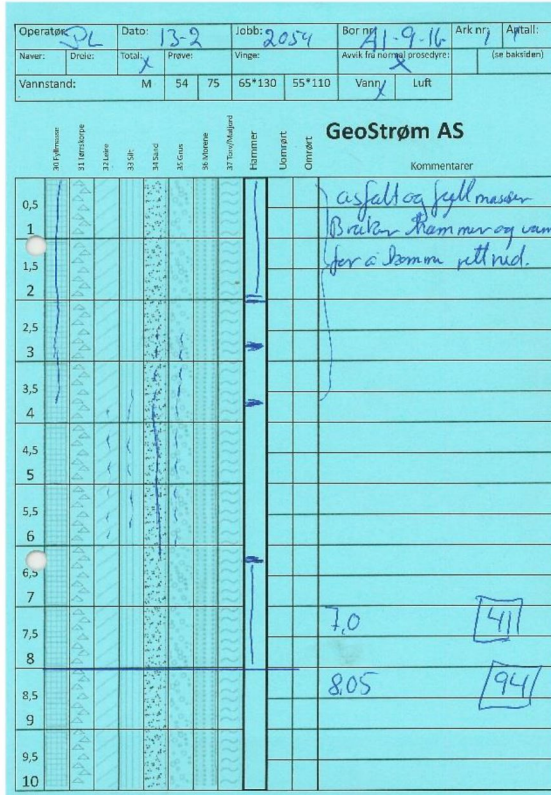 Operatør: PL Dato: 13-2 Jobb: 2054 Bor nr: A1-9-16 Ark nr: 1 Antall: 1
Naver: Dreie: Total: X Prøve: Vinge: Avvik fra normal prosedyre: X (se baksiden)
Vannstand: M 54 75 65*130 55*110 Vann X Luft
GeoStrøm AS
30 Fyllmasse 31 Tørrskorpe 32 Leire 33 Silt 34 Sand 35 Grus 36 Morene 37 Torv/Matjord Hammer Uomrørt Omrørt
Kommentarer
asfalt og fyllmasser
0,5
Bruker hammer og vann
1
for å komme rett ned.
1,5
2
2,5
3
3,5
4
4,5
5
5,5
6
6,5
7
7,0 41
7,5
8
8,05 94
8,5
9
9,5
10